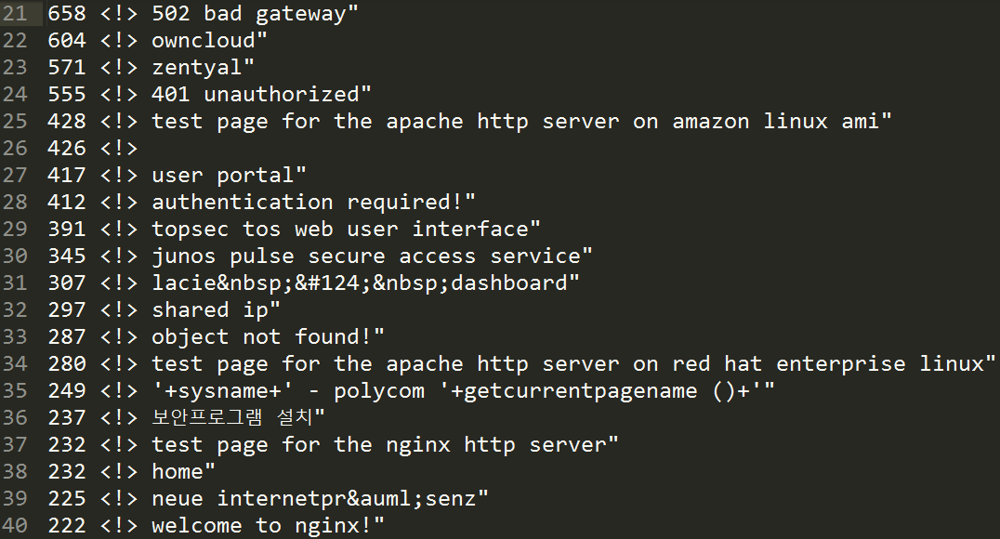 21 658 <!> 502 bad gateway"
22 604 <!> owncloud"
23 571 <!> zentyal"
24 555 <!> 401 unauthorized"
25 428 <!> test page for the apache http server on amazon linux ami"
26 426 <!>
27 417 <!> user portal"
28 412 <!> authentication required!"
29 391 <!> topsec tos web user interface"
30 345 <!> junos pulse secure access service"
31 307 <!> lacie&nbsp;&#124;&nbsp;dashboard"
32 297 <!> shared ip"
33 287 <!> object not found!"
34 280 <!> test page for the apache http server on red hat enterprise linux"
35 249 <!> '+sysname+' - polycom '+getcurrentpagename ()+'"
36 237 <!> 보안프로그램 설치"
37 232 <!> test page for the nginx http server"
38 232 <!> home"
39 225 <!> neue internetpr&auml;senz"
40 222 <!> welcome to nginx!"